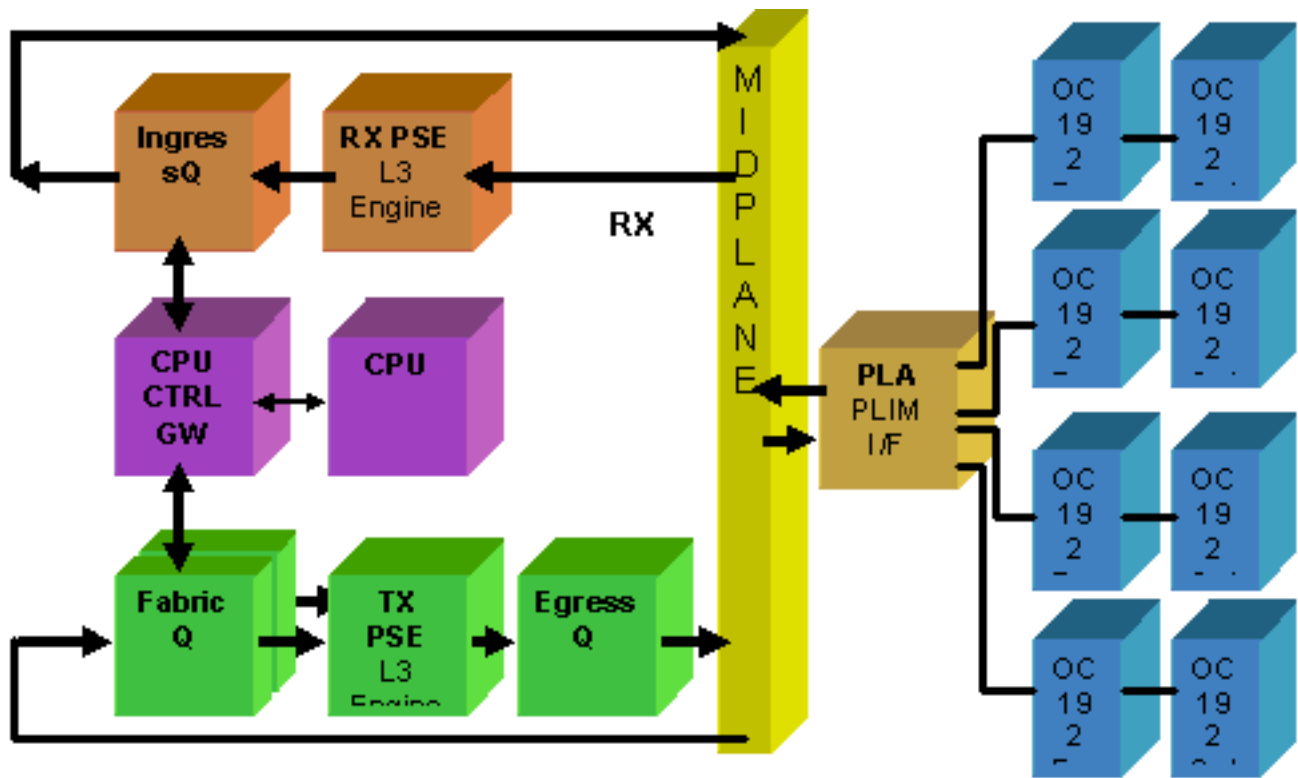 Ingres
sQ
RX PSE
L3
Engine
RX
MIDPLANE
CPU
CTRL
GW
CPU
PLA
PLIM
I/F
Fabric
Q
TX
PSE
L3
Engine
Egress
Q
OC
19
2
OC
19
2
OC
19
2
OC
19
2
OC
19
2
OC
19
2
OC
19
2
OC
19
2